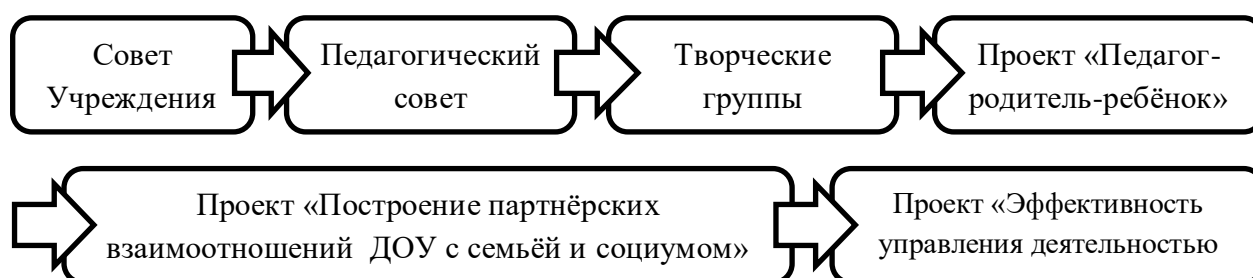 Совет
Учреждения
Педагогический
совет
Творческие
группы
Проект «Педагог-
родитель-ребёнок»
Проект «Построение партнёрских
взаимоотношений ДОУ с семьёй и социумом»
Проект «Эффективность
управления деятельностью